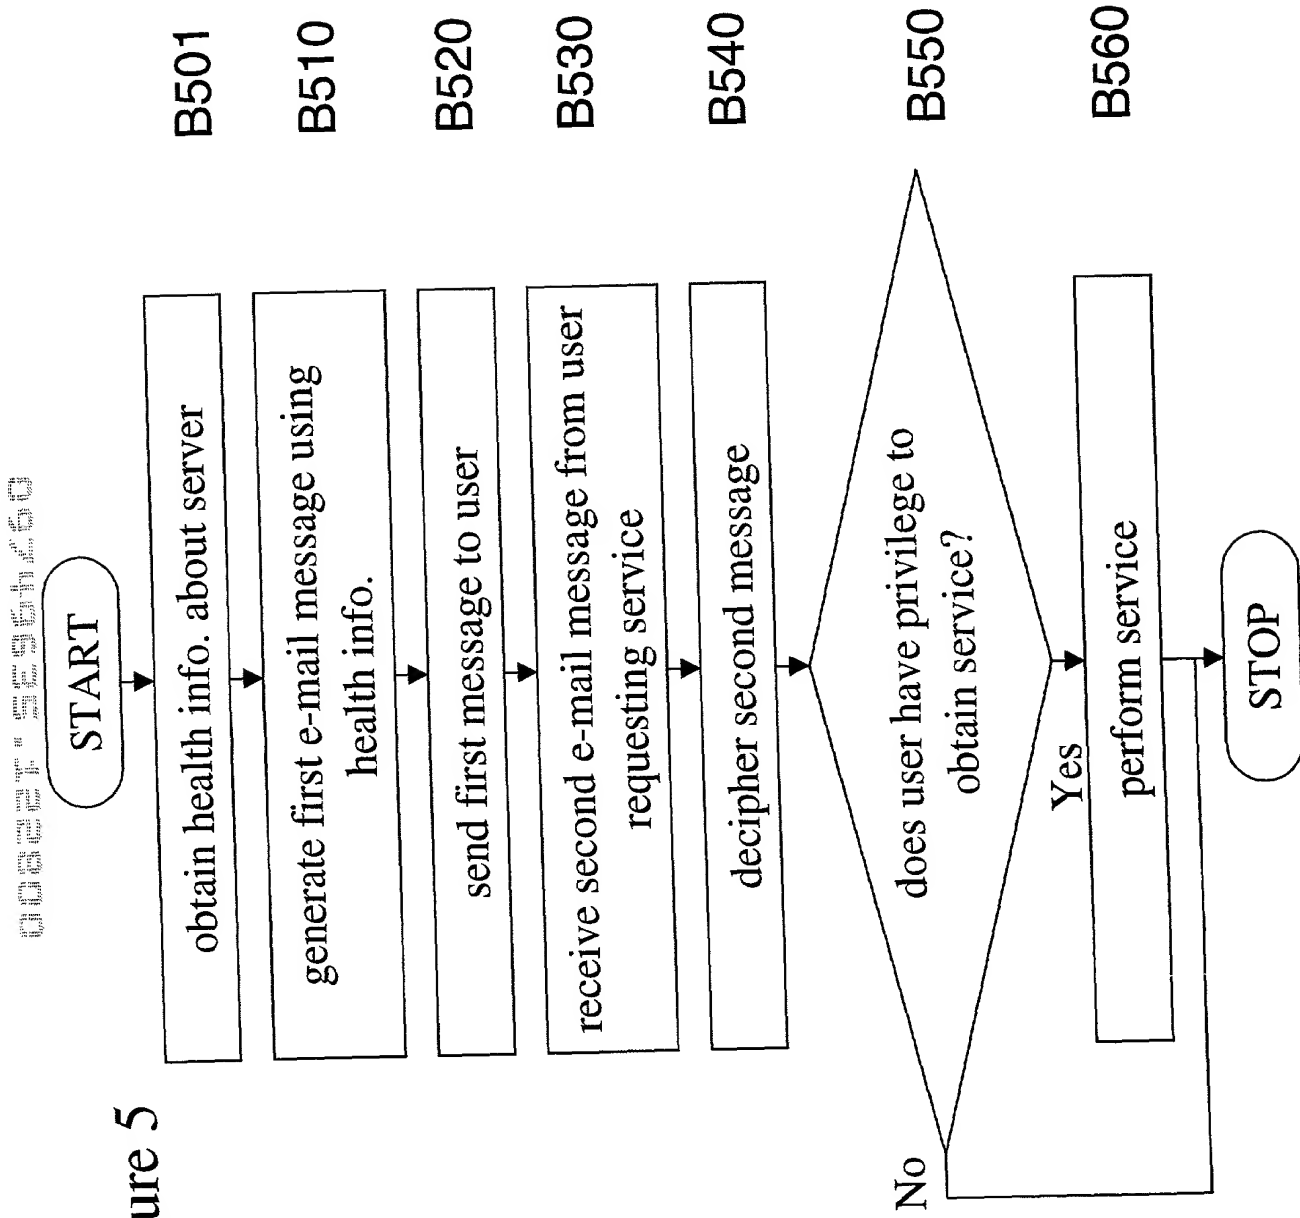 ure 5
START
obtain health info. about server
B501
generate first e-mail message using
health info.
B510
send first message to user
B520
receive second e-mail message from user
requesting service
B530
decipher second message
B540
does user have privilege to
obtain service?
B550
No
Yes
perform service
B560
STOP